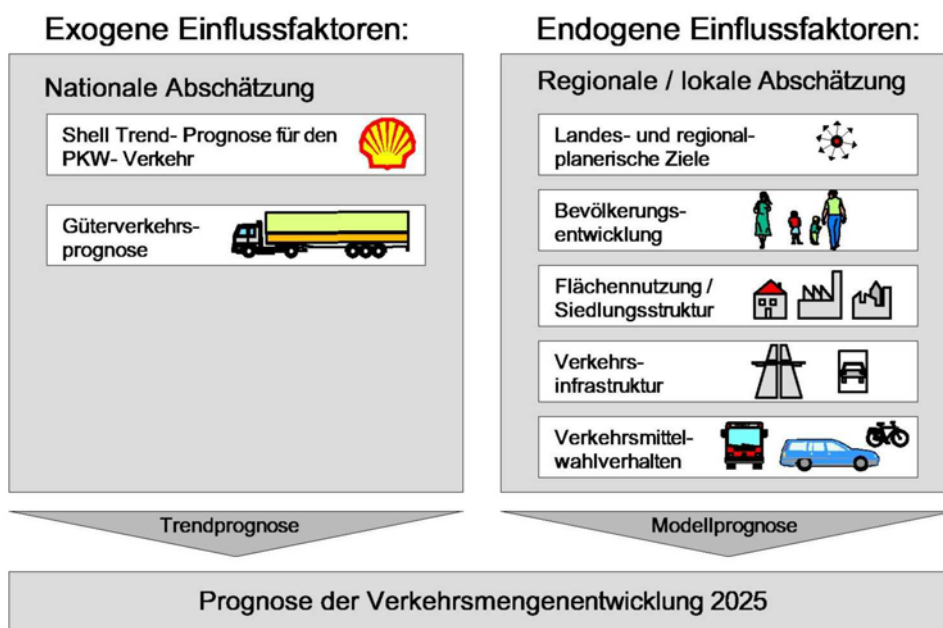 Exogene Einflussfaktoren:
Nationale Abschätzung
Shell Trend- Prognose für den
PKW- Verkehr
Güterverkehrs-
prognose
Trendprognose
Endogene Einflussfaktoren:
Regionale / lokale Abschätzung
Landes- und regional-
planerische Ziele
Bevölkerungs-
entwicklung
Flächennutzung /
Siedlungsstruktur
Verkehrs-
infrastruktur
Verkehrsmittel-
wahlverhalten
Modellprognose
Prognose der Verkehrsmengenentwicklung 2025